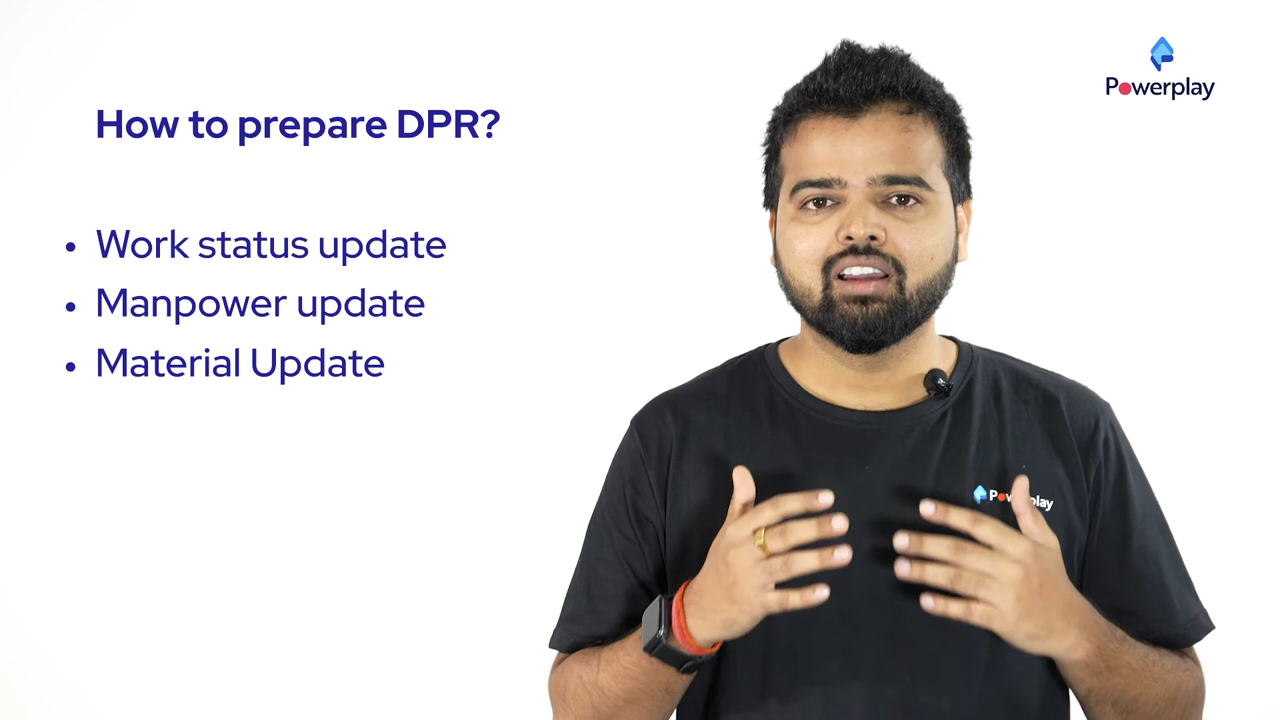 Powerplay
How to prepare DPR?
• Work status update
• Manpower update
• Material Update
Powerplay